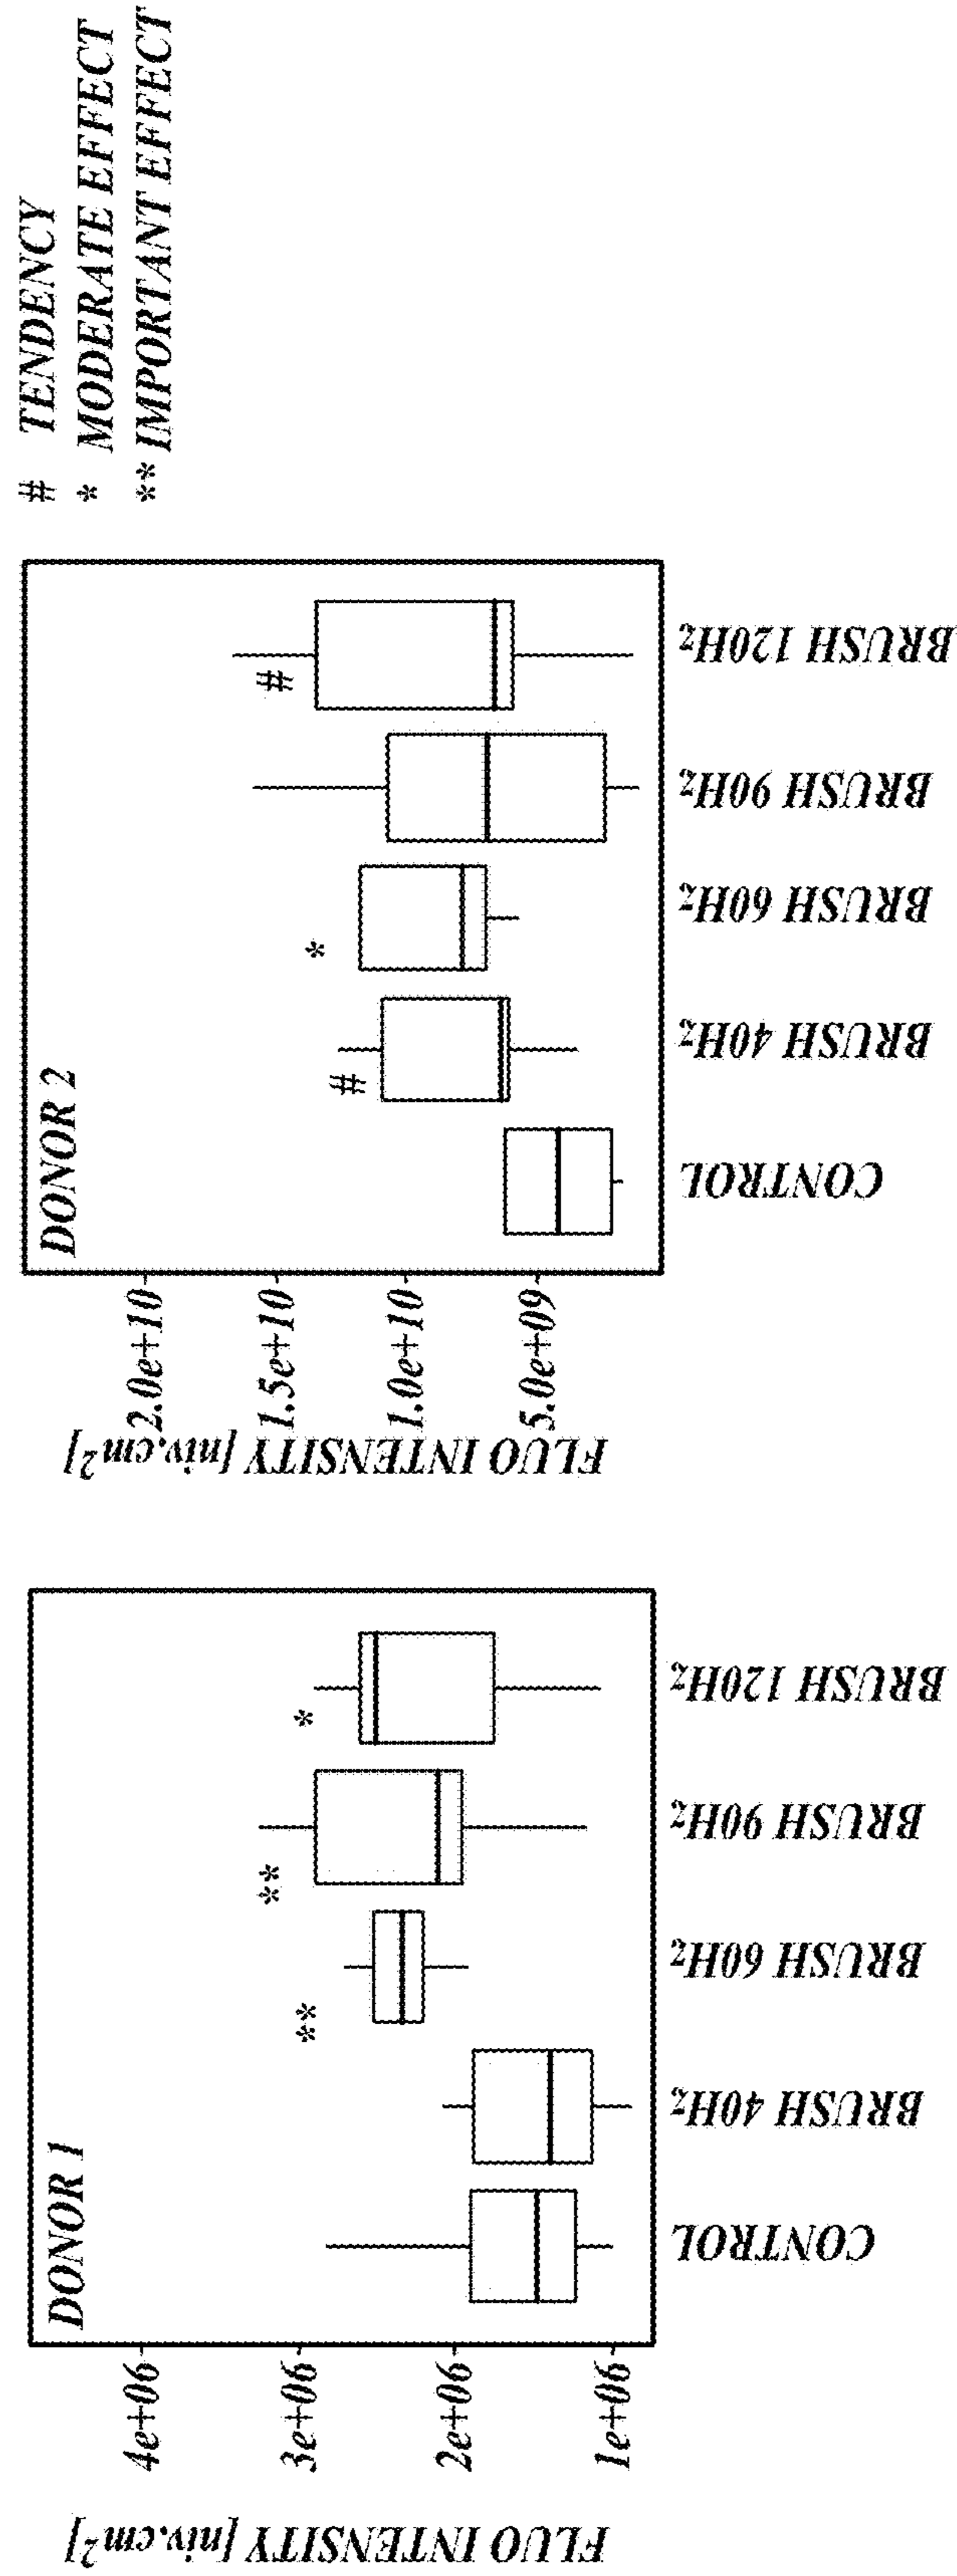 # TENDENCY
* MODERATE EFFECT
** IMPORTANT EFFECT
DONOR 1
FLUO INTENSITY [niv.cm²]
4e+06
3e+06
2e+06
1e+06
**
**
*
CONTROL
BRUSH 40Hz
BRUSH 60Hz
BRUSH 90Hz
BRUSH 120Hz
DONOR 2
FLUO INTENSITY [niv.cm²]
2.0e+10
1.5e+10
1.0e+10
5.0e+09
#
*
#
CONTROL
BRUSH 40Hz
BRUSH 60Hz
BRUSH 90Hz
BRUSH 120Hz